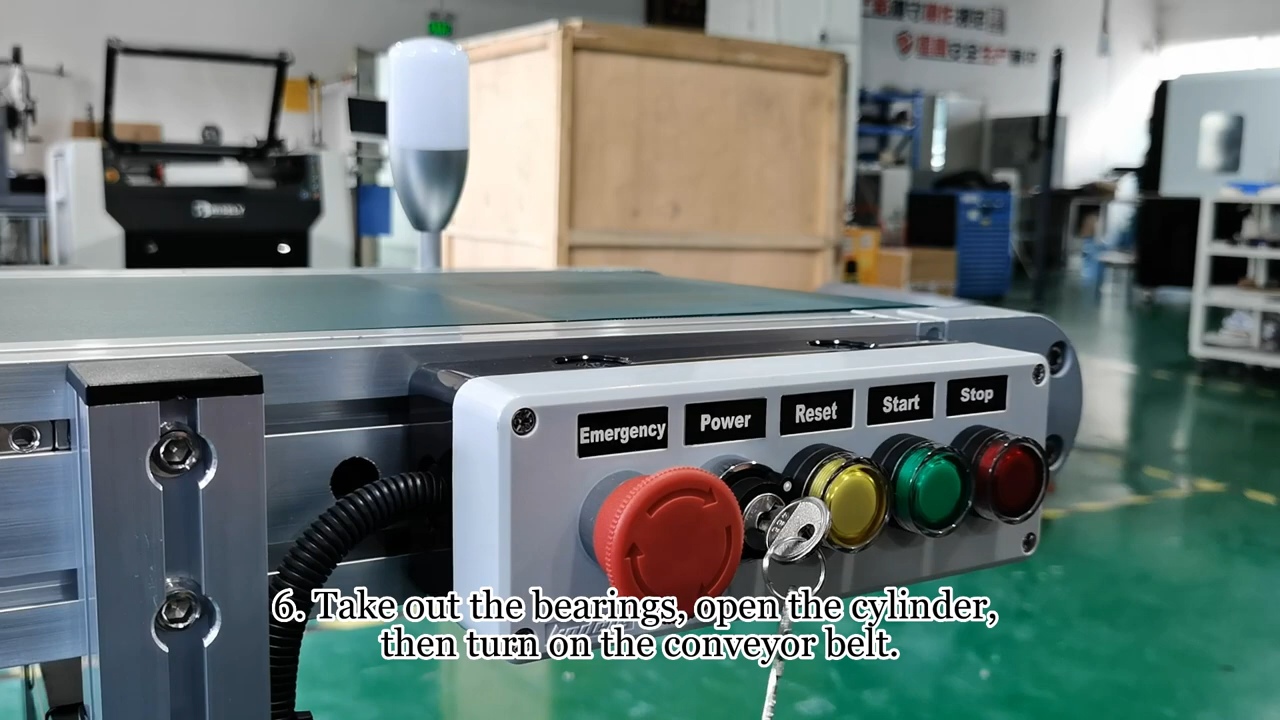 Emergency
Power
Reset
Start
Stop
6. Take out the bearings, open the cylinder,
then turn on the conveyor belt.